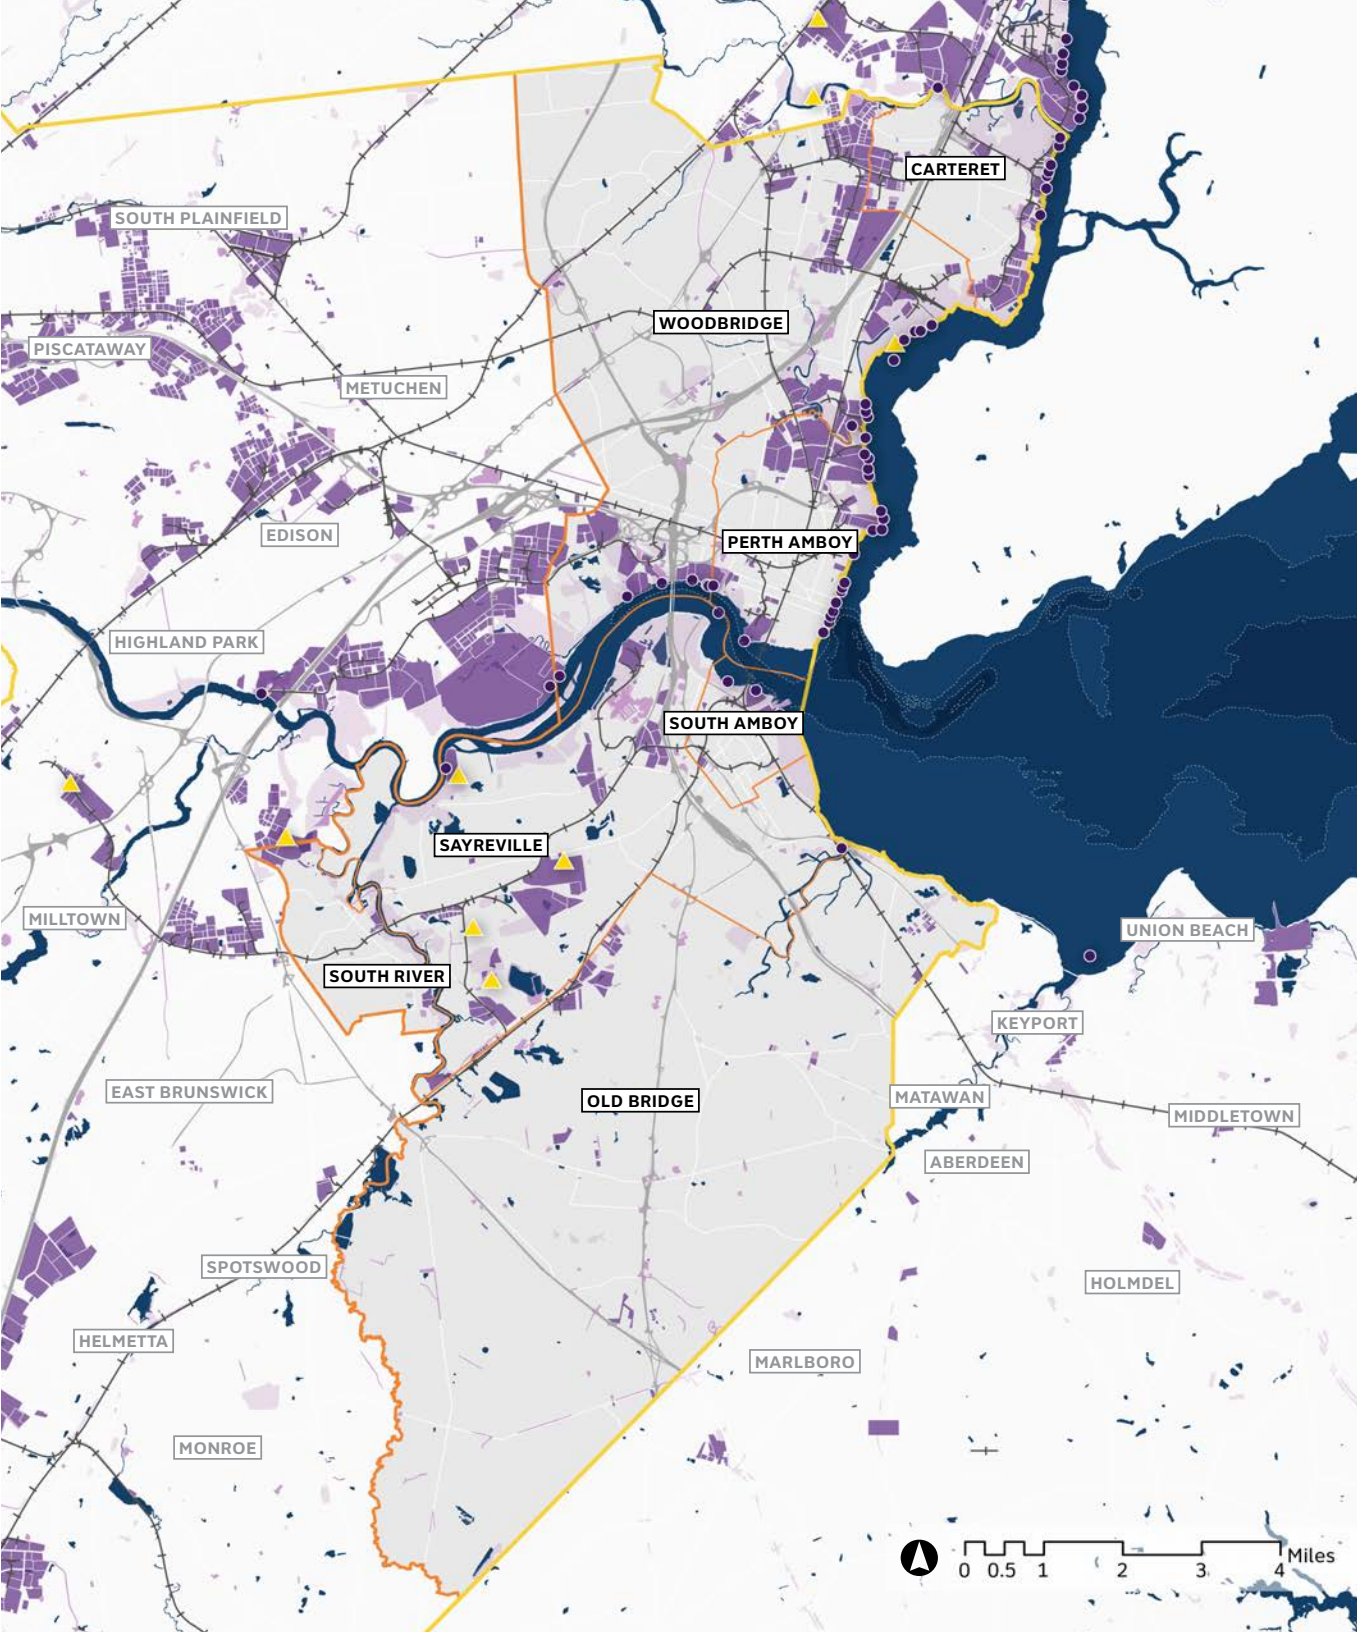 CARTERET
SOUTH PLAINFIELD
WOODBRIDGE
PISCATAWAY
METUCHEN
EDISON
PERTH AMBOY
HIGHLAND PARK
SOUTH AMBOY
SAYREVILLE
MILLTOWN
UNION BEACH
SOUTH RIVER
KEYPORT
EAST BRUNSWICK
OLD BRIDGE
MATAWAN
MIDDLETOWN
ABERDEEN
SPOTSWOOD
HOLMDEL
HELMETTA
MARLBORO
MONROE
0 0.5 1 2 3 4 Miles